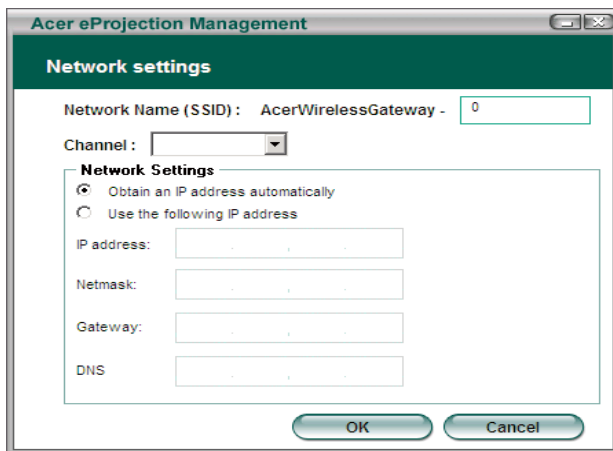 Acer eProjection Management
Network settings
Network Name (SSID) : AcerWirelessGateway - 0
Channel :
Network Settings
Obtain an IP address automatically
Use the following IP address
IP address:
Netmask:
Gateway:
DNS
OK Cancel